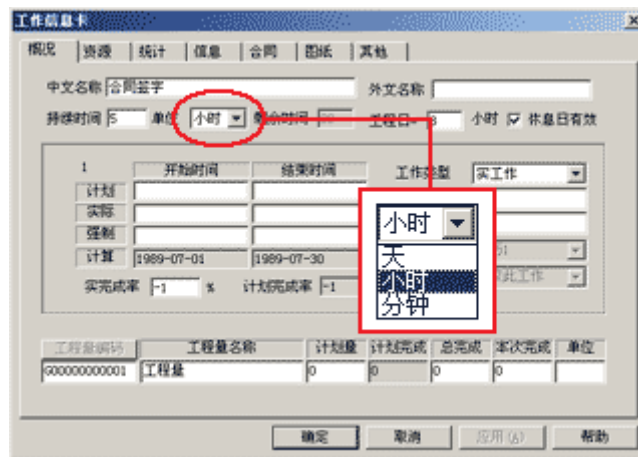 工作信息卡
概况 资源 统计 信息 合同 图纸 其他
中文名称 合同签字 外文名称
持续时间 5 单位 小时 剩余时间 工程日= 8 小时 休息日有效
1 开始时间 结束时间 工作类型 实工作
计划
实际
强制
计算 1989-07-01 1989-07-30
小时
天
小时
分钟
此工作
实完成率 -1 % 计划完成率 -1
工程量编码 工程量名称 计划量 计划完成 总完成 本次完成 单位
G00000000001 工程量 0 0 0 0
确定 取消 应用(A) 帮助